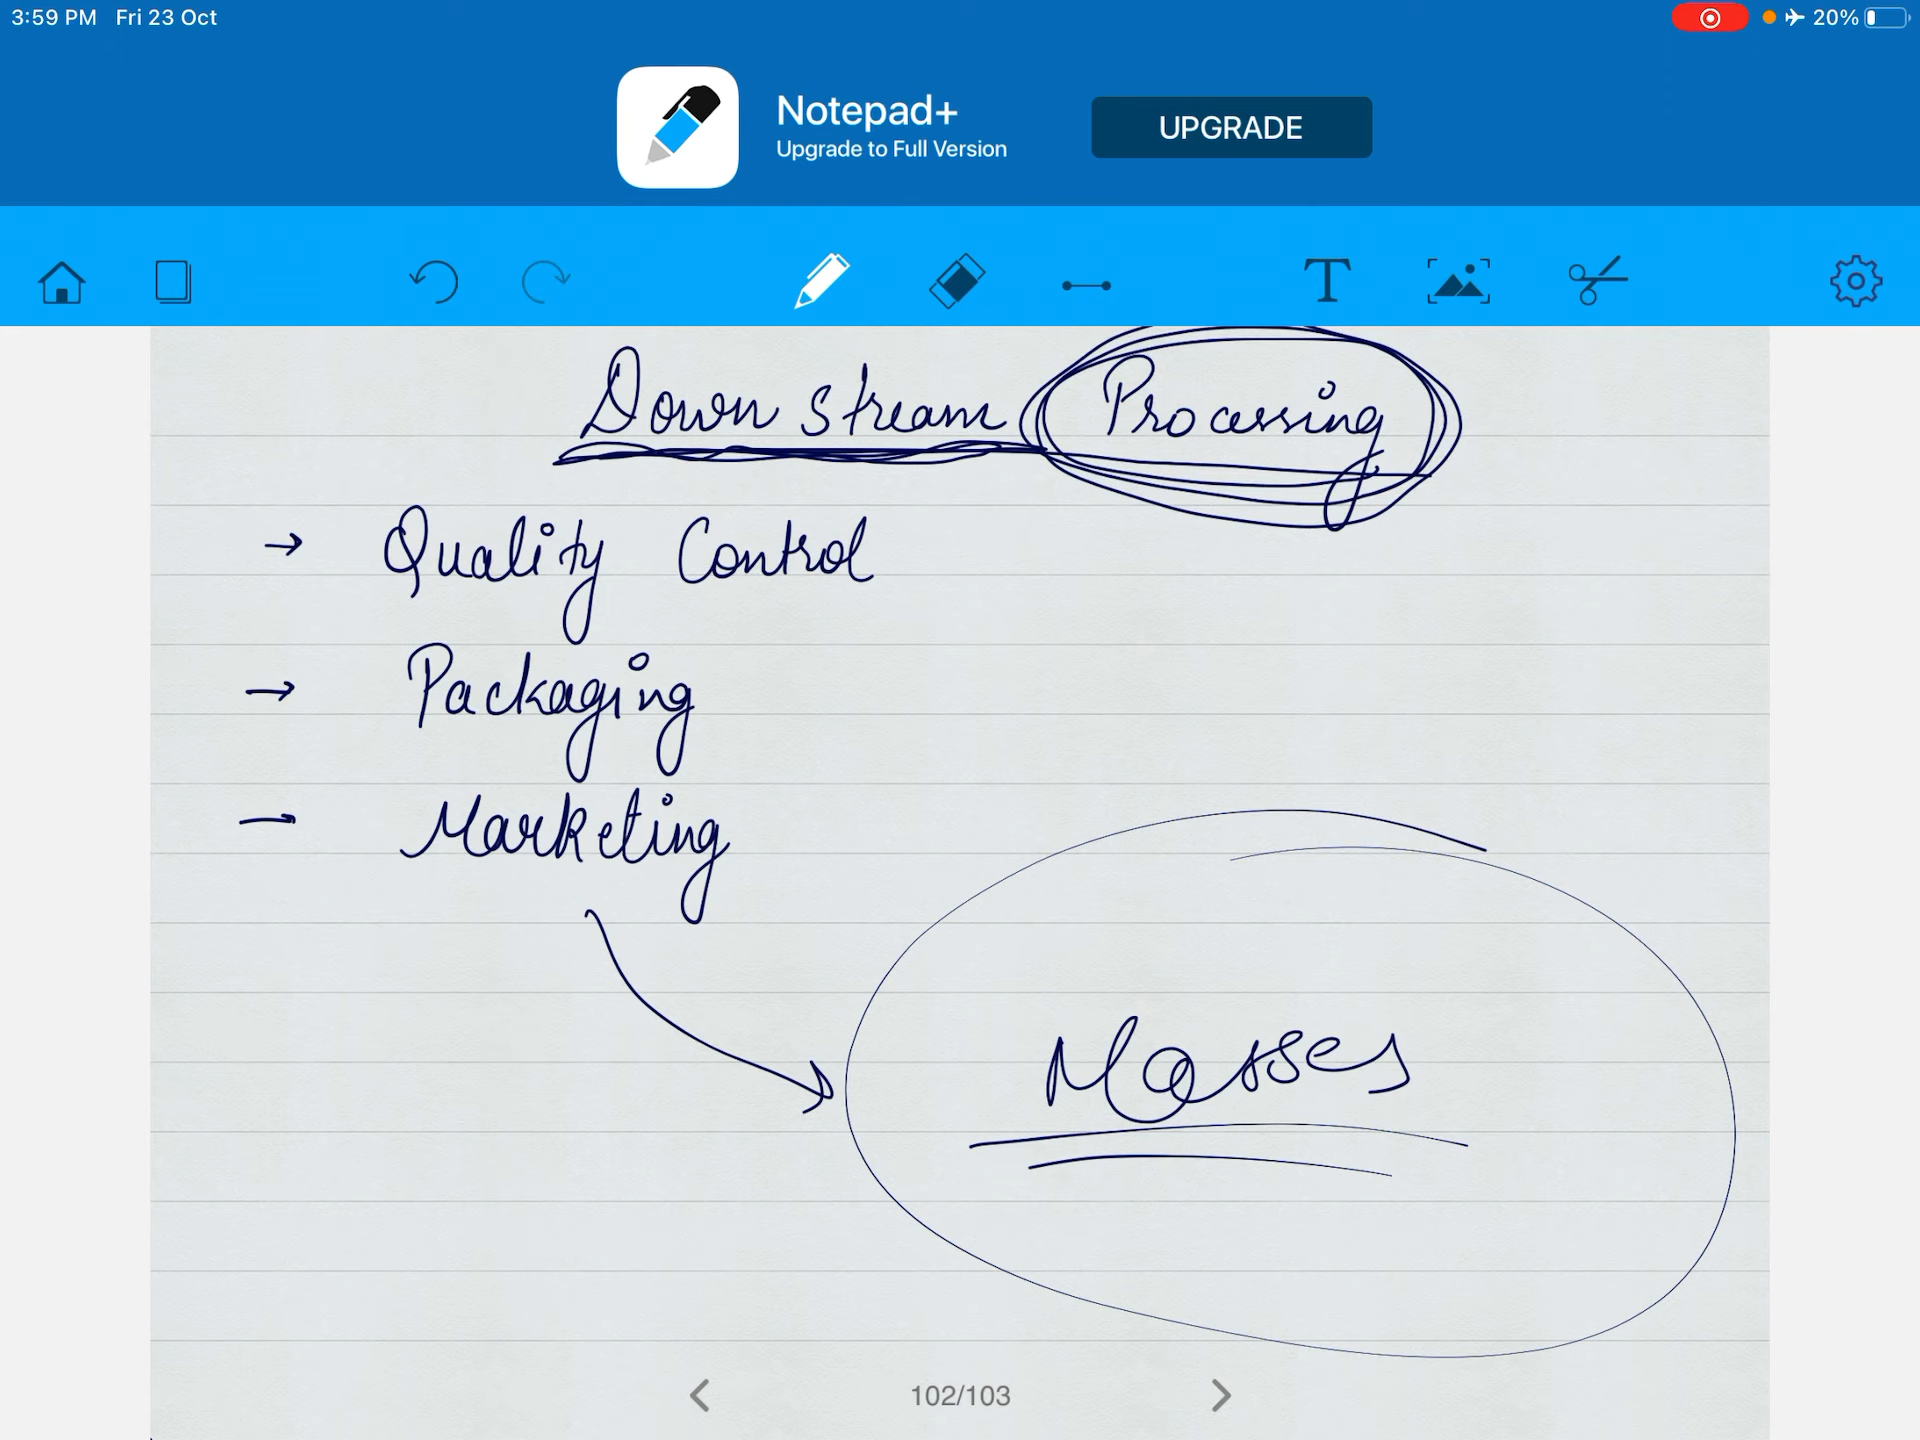 3:59 PM Fri 23 Oct
20%
Notepad+
Upgrade to Full Version
UPGRADE
T
Down stream Processing
→ Quality Control
→ Packaging
→ Marketing
Masses
102/103